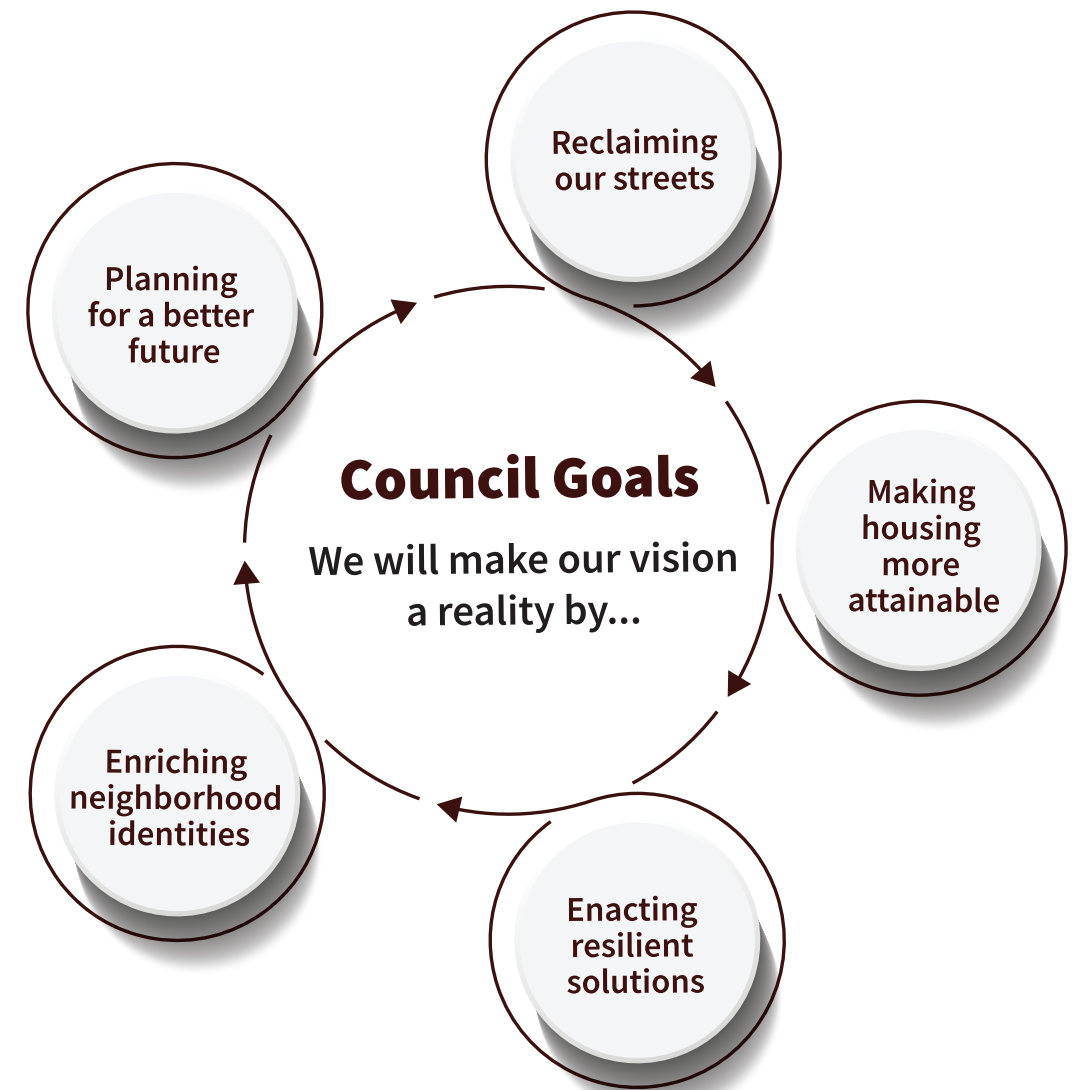 Reclaiming
our streets
Planning
for a better
future
Council Goals
We will make our vision
a reality by...
Making
housing
more
attainable
Enriching
neighborhood
identities
Enacting
resilient
solutions